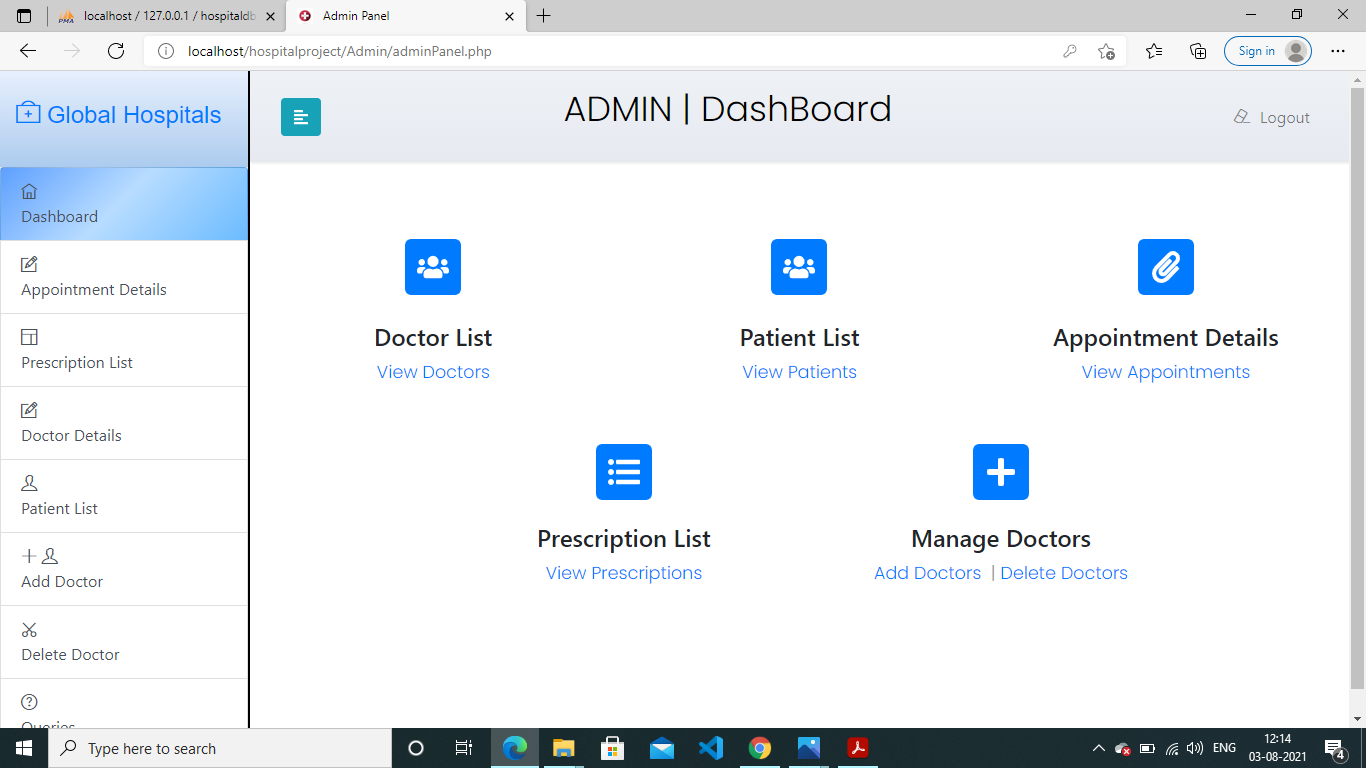 localhost / 127.0.0.1 / hospitaldb
Admin Panel
localhost/hospitalproject/Admin/adminPanel.php
Sign in
Global Hospitals
ADMIN | DashBoard
Logout
Dashboard
Appointment Details
Prescription List
Doctor Details
Patient List
Add Doctor
Delete Doctor
Queries
Doctor List
View Doctors
Patient List
View Patients
Appointment Details
View Appointments
Prescription List
View Prescriptions
Manage Doctors
Add Doctors | Delete Doctors
Type here to search
ENG
12:14
03-08-2021
4